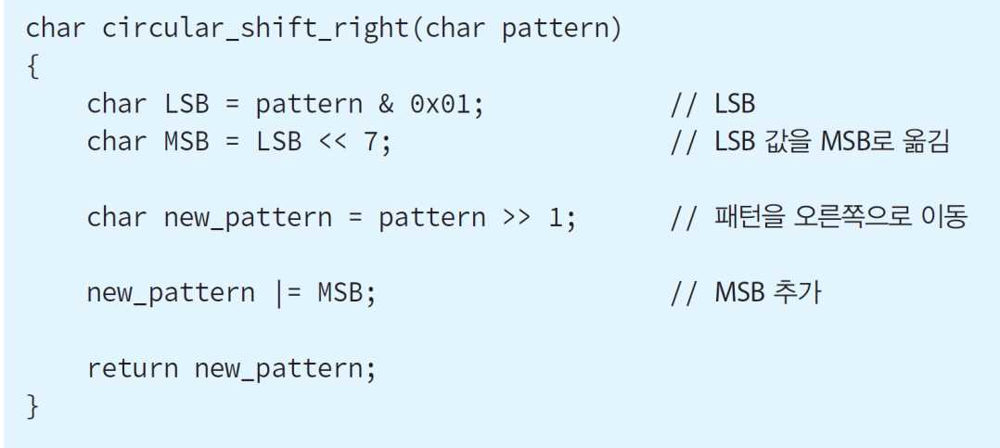 char circular_shift_right(char pattern)
{
    char LSB = pattern & 0x01;            // LSB
    char MSB = LSB << 7;                  // LSB 값을 MSB로 옮김

    char new_pattern = pattern >> 1;      // 패턴을 오른쪽으로 이동

    new_pattern |= MSB;                   // MSB 추가

    return new_pattern;
}